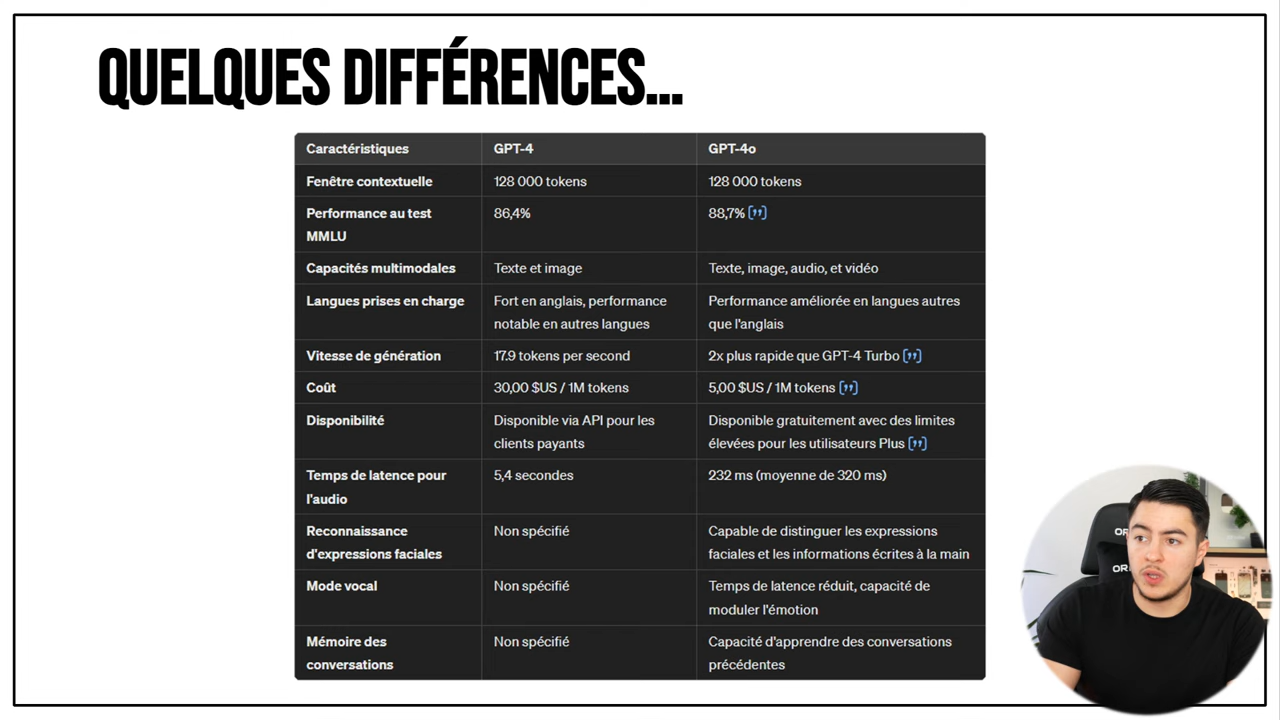 QUELQUES DIFFÉRENCES...
Caractéristiques GPT-4 GPT-4o
Fenêtre contextuelle 128 000 tokens 128 000 tokens
Performance au test MMLU 86,4% 88,7%
Capacités multimodales Texte et image Texte, image, audio, et vidéo
Langues prises en charge Fort en anglais, performance notable en autres langues Performance améliorée en langues autres que l'anglais
Vitesse de génération 17.9 tokens per second 2x plus rapide que GPT-4 Turbo
Coût 30,00 $US / 1M tokens 5,00 $US / 1M tokens
Disponibilité Disponible via API pour les clients payants Disponible gratuitement avec des limites élevées pour les utilisateurs Plus
Temps de latence pour l'audio 5,4 secondes 232 ms (moyenne de 320 ms)
Reconnaissance d'expressions faciales Non spécifié Capable de distinguer les expressions faciales et les informations écrites à la main
Mode vocal Non spécifié Temps de latence réduit, capacité de moduler l'émotion
Mémoire des conversations Non spécifié Capacité d'apprendre des conversations précédentes